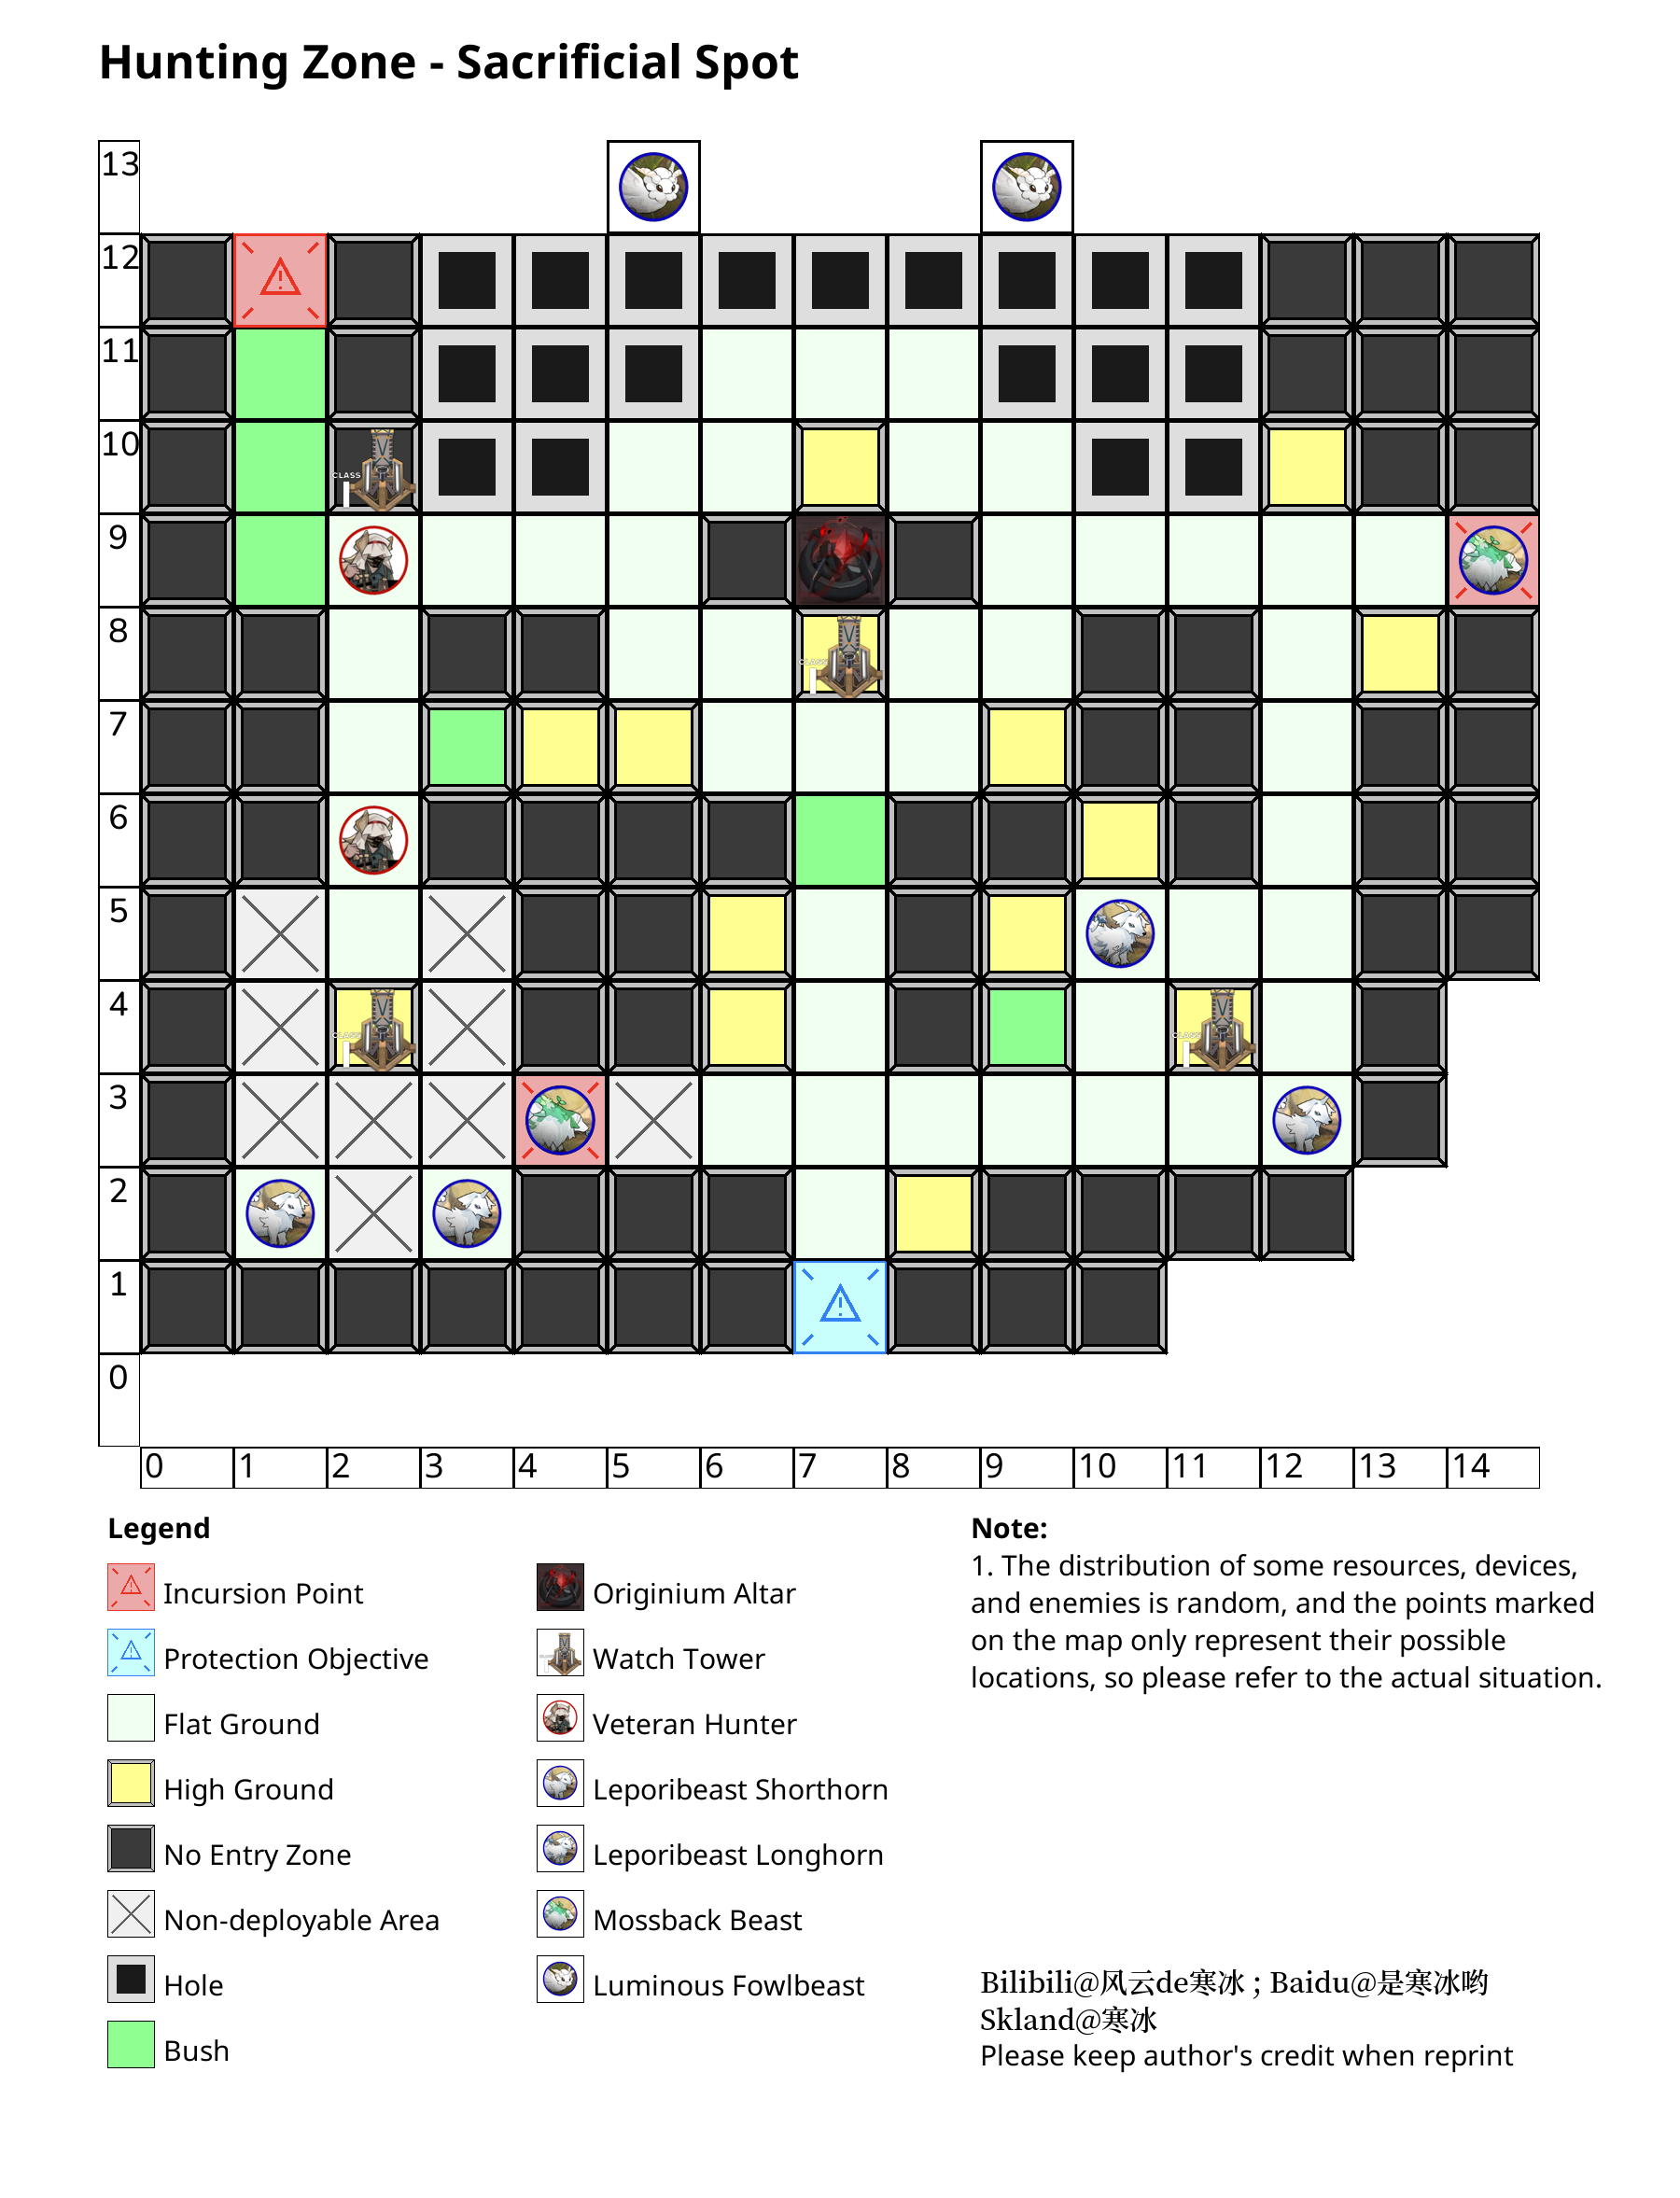 Hunting Zone - Sacrificial Spot
13
12
11
10
CLASS
9
8
CLASS
7
6
5
4
CLASS
CLASS
3
2
1
0
0 1 2 3 4 5 6 7 8 9 10 11 12 13 14
Legend
Incursion Point
Protection Objective
Flat Ground
High Ground
No Entry Zone
Non-deployable Area
Hole
Bush
Originium Altar
Watch Tower
Veteran Hunter
Leporibeast Shorthorn
Leporibeast Longhorn
Mossback Beast
Luminous Fowlbeast
Note:
1. The distribution of some resources, devices,
and enemies is random, and the points marked
on the map only represent their possible
locations, so please refer to the actual situation.
Bilibili@风云de寒冰 ; Baidu@是寒冰哟
Skland@寒冰
Please keep author's credit when reprint